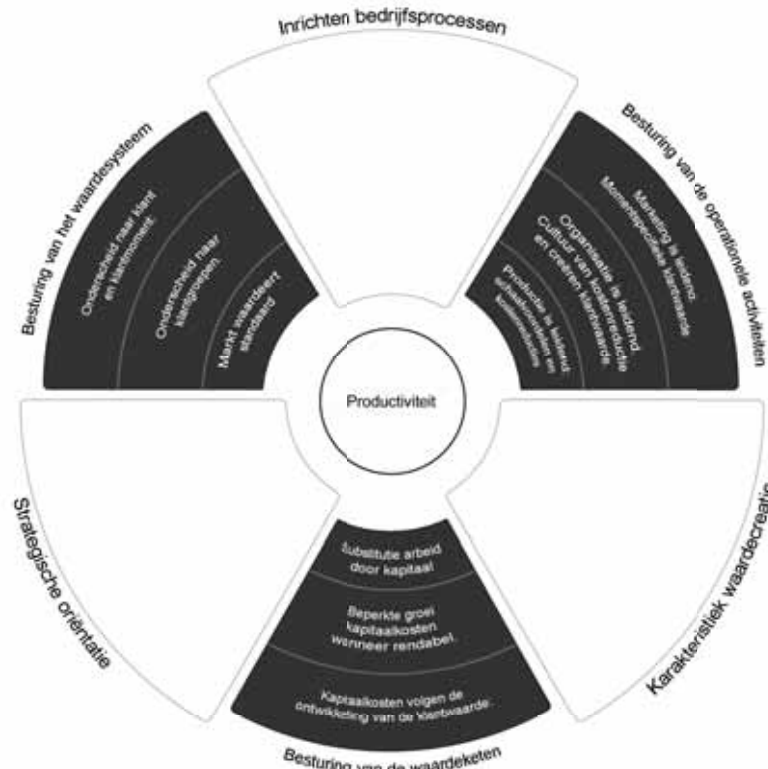 Inrichten bedrijfsprocessen
Besturing van het waardesysteem
Onderscheid naar klant
en klantmoment.
Onderscheid naar
klantgroepen.
Markt waardeert
standaard
Besturing van de operationele activiteiten
Marketing is leidend.
Momentspecifieke klantwaarde
Organisatie is leidend.
Cultuur van kostenreductie
en creëren klantwaarde.
Productie is leidend:
schaalvoordelen en
kostenreducties
Productiviteit
Strategische oriëntatie
Karakteristiek waardecreatie
Substitutie arbeid
door kapitaal
Beperkte groei
kapitaalkosten
wanneer rendabel.
Kapitaalkosten volgen de
ontwikkeling van de klantwaarde.
Besturing van de waardeketen